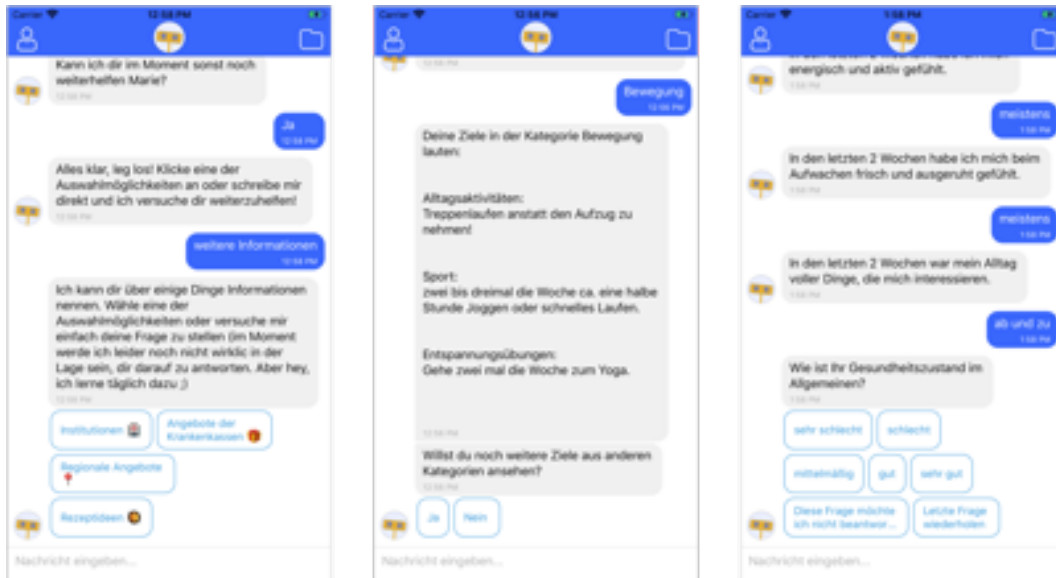 Carrier 12:58 PM
Kann ich dir im Moment sonst noch
weiterhelfen Marie?
12:58 PM
Ja
12:58 PM
Alles klar, leg los! Klicke eine der
Auswahlmöglichkeiten an oder schreibe mir
direkt und ich versuche dir weiterzuhelfen!
12:58 PM
weitere Informationen
12:58 PM
Ich kann dir über einige Dinge Informationen
nennen. Wähle eine der
Auswahlmöglichkeiten oder versuche mir
einfach deine Frage zu stellen (im Moment
werde ich leider noch nicht wirklic in der
Lage sein, dir darauf zu antworten. Aber hey,
ich lerne täglich dazu ;)
12:58 PM
Institutionen
Angebote der
Krankenkassen
Regionale Angebote
Rezeptideen
Nachricht eingeben...
Carrier 12:58 PM
12:58 PM
Bewegung
12:58 PM
Deine Ziele in der Kategorie Bewegung
lauten:
Alltagsaktivitäten:
Treppenlaufen anstatt den Aufzug zu
nehmen!
Sport:
zwei bis dreimal die Woche ca. eine halbe
Stunde Joggen oder schnelles Laufen.
Entspannungsübungen:
Gehe zwei mal die Woche zum Yoga.
12:58 PM
Willst du noch weitere Ziele aus anderen
Kategorien ansehen?
12:58 PM
Ja
Nein
Nachricht eingeben...
Carrier 1:58 PM
energisch und aktiv gefühlt.
1:58 PM
meistens
1:58 PM
In den letzten 2 Wochen habe ich mich beim
Aufwachen frisch und ausgeruht gefühlt.
1:58 PM
meistens
1:58 PM
In den letzten 2 Wochen war mein Alltag
voller Dinge, die mich interessieren.
1:58 PM
ab und zu
1:58 PM
Wie ist Ihr Gesundheitszustand im
Allgemeinen?
1:58 PM
sehr schlecht
schlecht
mittelmäßig
gut
sehr gut
Diese Frage möchte
ich nicht beantwor...
Letzte Frage
wiederholen
Nachricht eingeben...